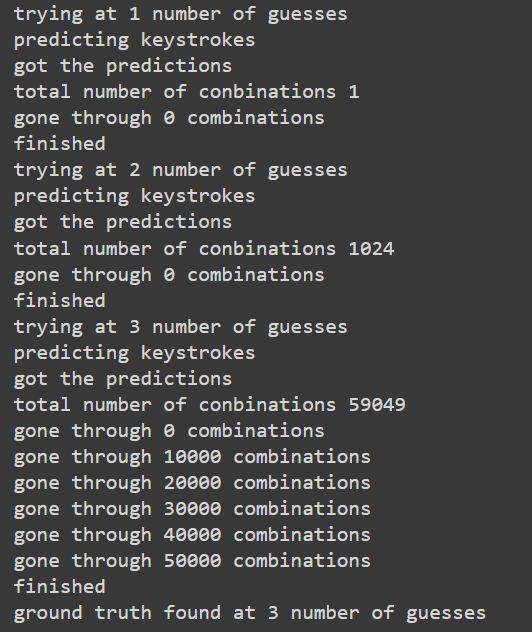 trying at 1 number of guesses
predicting keystrokes
got the predictions
total number of conbinations 1
gone through 0 combinations
finished
trying at 2 number of guesses
predicting keystrokes
got the predictions
total number of conbinations 1024
gone through 0 combinations
finished
trying at 3 number of guesses
predicting keystrokes
got the predictions
total number of conbinations 59049
gone through 0 combinations
gone through 10000 combinations
gone through 20000 combinations
gone through 30000 combinations
gone through 40000 combinations
gone through 50000 combinations
finished
ground truth found at 3 number of guesses